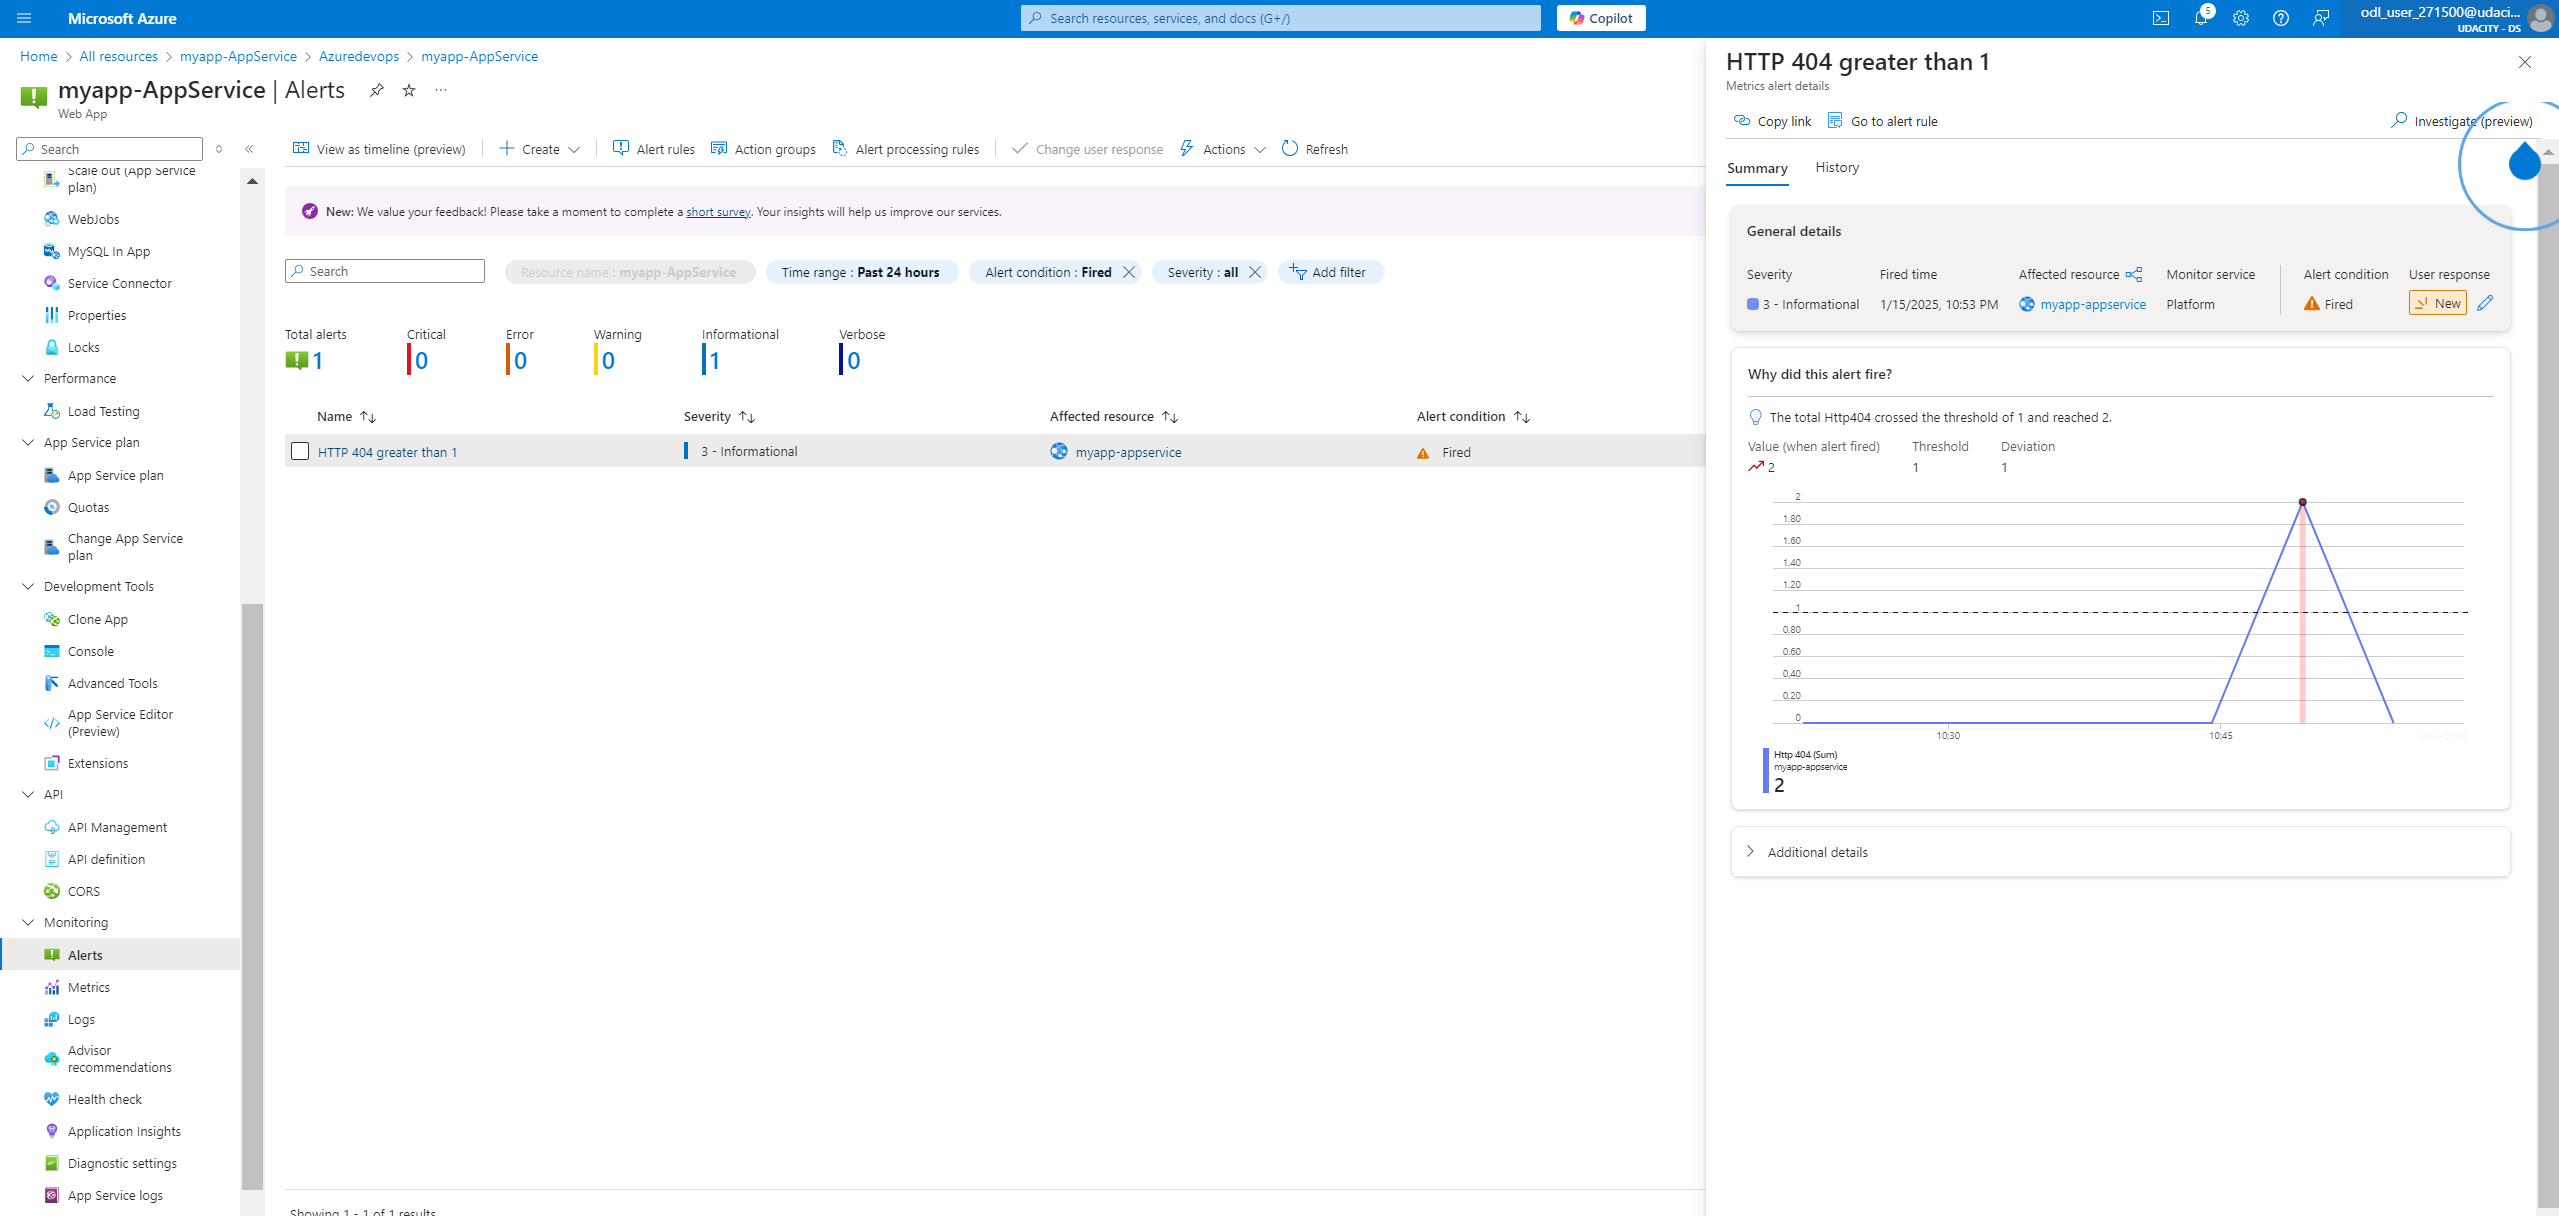 Microsoft Azure
Search resources, services, and docs (G+/)
Copilot
5
odl_user_271500@udaci...
UDACITY - DS
Home > All resources > myapp-AppService > Azuredevops > myapp-AppService
myapp-AppService | Alerts
Web App
Search
Scale out (App Service
plan)
WebJobs
MySQL In App
Service Connector
Properties
Locks
Performance
Load Testing
App Service plan
App Service plan
Quotas
Change App Service
plan
Development Tools
Clone App
Console
Advanced Tools
App Service Editor
(Preview)
Extensions
API
API Management
API definition
CORS
Monitoring
Alerts
Metrics
Logs
Advisor
recommendations
Health check
Application Insights
Diagnostic settings
App Service logs
View as timeline (preview) Create Alert rules Action groups Alert processing rules Change user response Actions Refresh
New: We value your feedback! Please take a moment to complete a short survey. Your insights will help us improve our services.
Search
Resource name : myapp-AppService Time range : Past 24 hours Alert condition : Fired Severity : all Add filter
Total alerts Critical Error Warning Informational Verbose
1 0 0 0 1 0
Name Severity Affected resource Alert condition
HTTP 404 greater than 1 3 - Informational myapp-appservice Fired
Showing 1 - 1 of 1 results
HTTP 404 greater than 1
Metrics alert details
Copy link Go to alert rule Investigate (preview)
Summary History
General details
Severity Fired time Affected resource Monitor service Alert condition User response
3 - Informational 1/15/2025, 10:53 PM myapp-appservice Platform Fired New
Why did this alert fire?
The total Http404 crossed the threshold of 1 and reached 2.
Value (when alert fired) Threshold Deviation
2 1 1
2
1.80
1.60
1.40
1.20
1
0.80
0.60
0.40
0.20
0
10:30 10:45
Http 404 (Sum)
myapp-appservice
2
Additional details